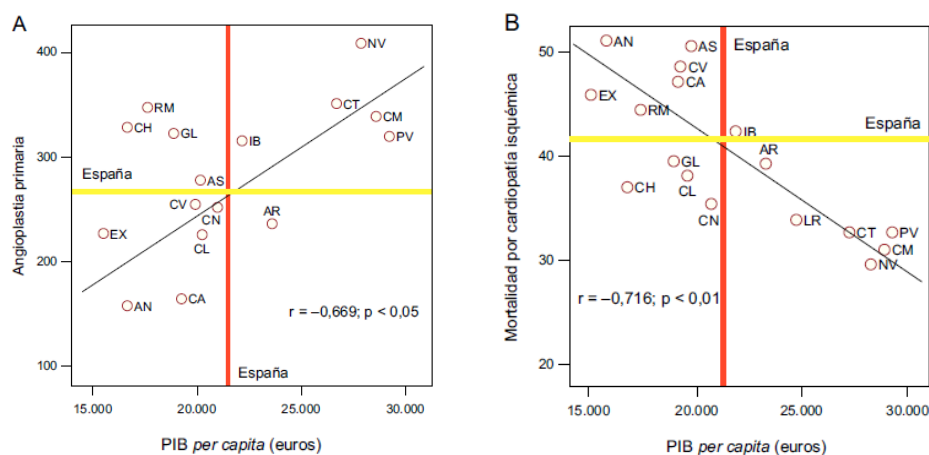 A
Angioplastia primaria
400
300
200
100
NV
CT
CM
PV
RM
CH
GL
IB
España
AS
CV
CN
AR
EX
CL
AN
CA
r = –0,669; p < 0,05
España
15.000
20.000
25.000
30.000
PIB per capita (euros)
B
Mortalidad por cardiopatía isquémica
50
40
30
20
AN
AS
España
CV
CA
EX
RM
IB
España
GL
AR
CH
CL
CN
LR
CT
PV
CM
NV
r = –0,716; p < 0,01
15.000
20.000
25.000
30.000
PIB per capita (euros)